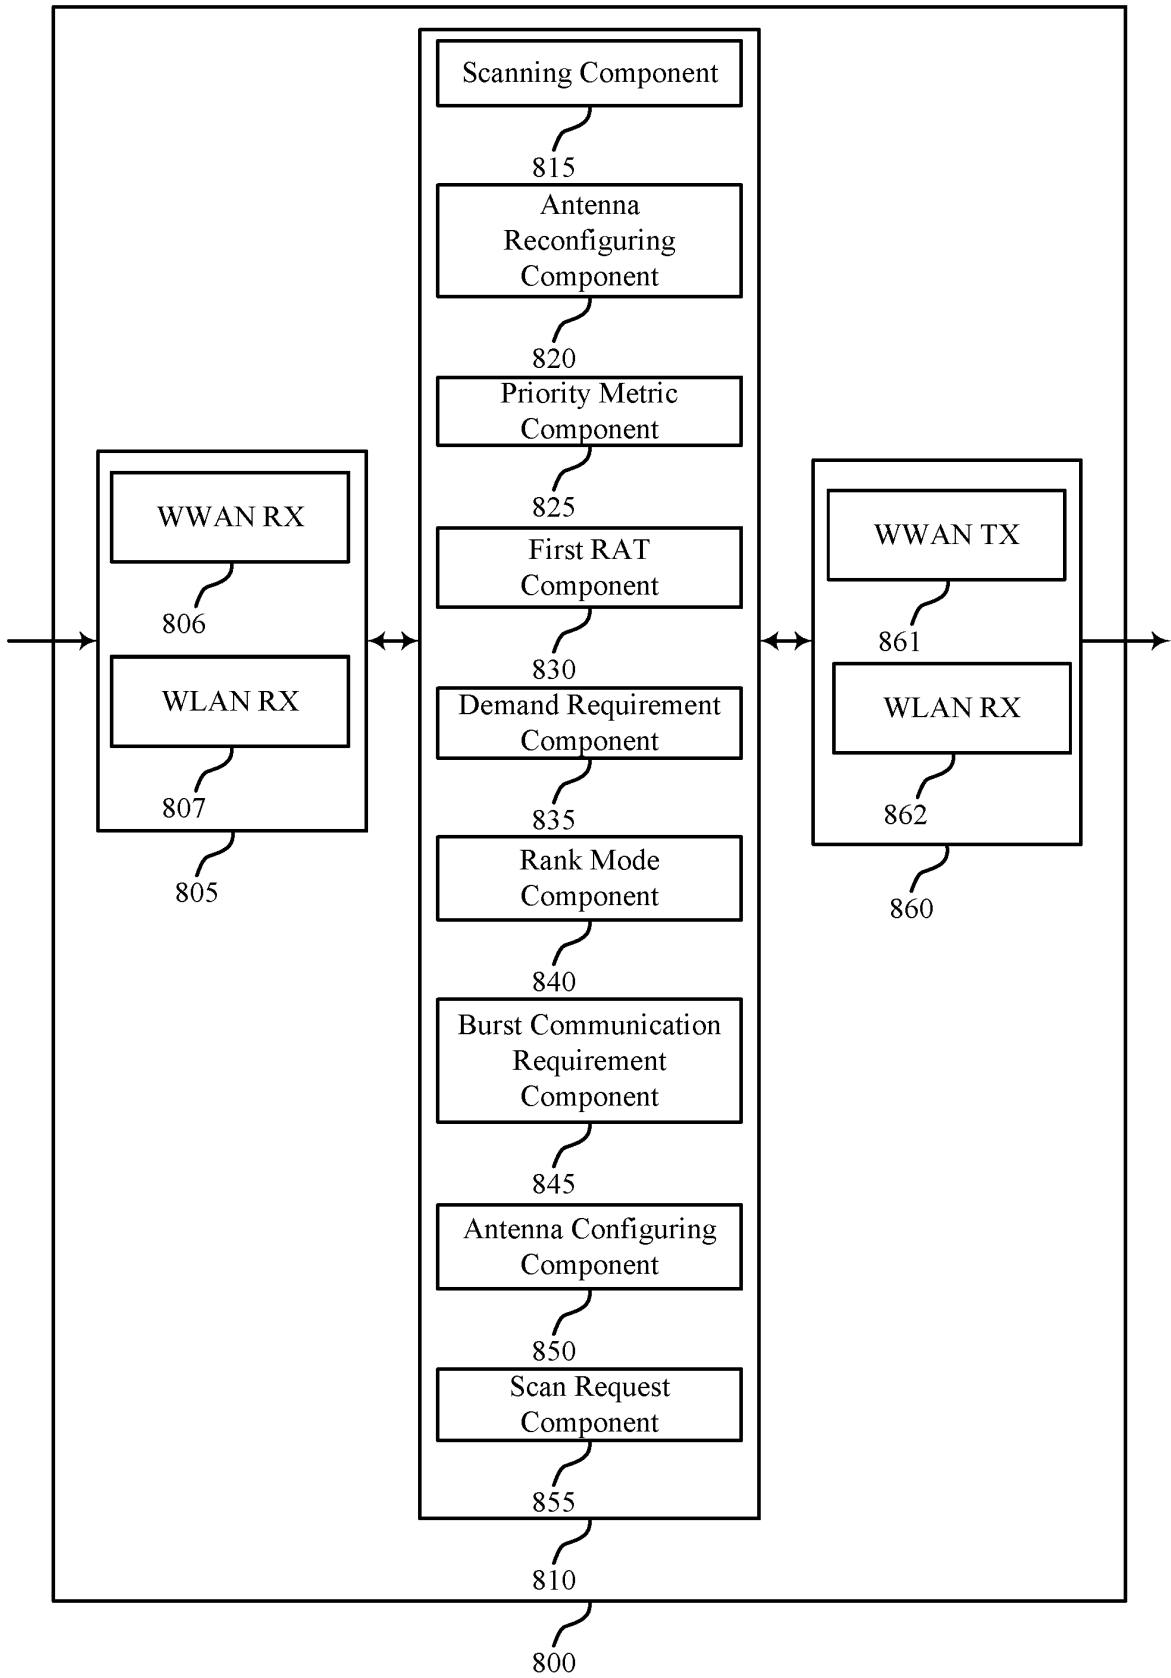 Scanning Component
815
Antenna
Reconfiguring
Component
820
Priority Metric
Component
825
First RAT
Component
830
Demand Requirement
Component
835
Rank Mode
Component
840
Burst Communication
Requirement
Component
845
Antenna Configuring
Component
850
Scan Request
Component
855
810
800
WWAN RX
806
WLAN RX
807
805
WWAN TX
861
WLAN RX
862
860